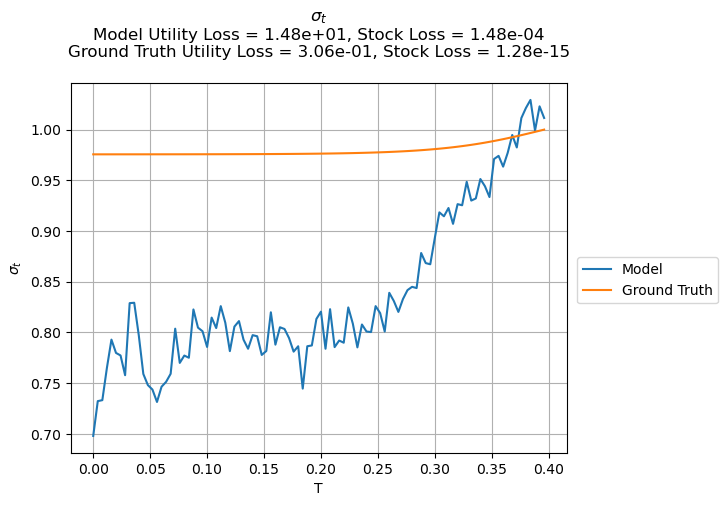 σₜ
Model Utility Loss = 1.48e+01, Stock Loss = 1.48e-04
Ground Truth Utility Loss = 3.06e-01, Stock Loss = 1.28e-15
σₜ
1.00
0.95
0.90
0.85
0.80
0.75
0.70
0.00 0.05 0.10 0.15 0.20 0.25 0.30 0.35 0.40
T
Model
Ground Truth